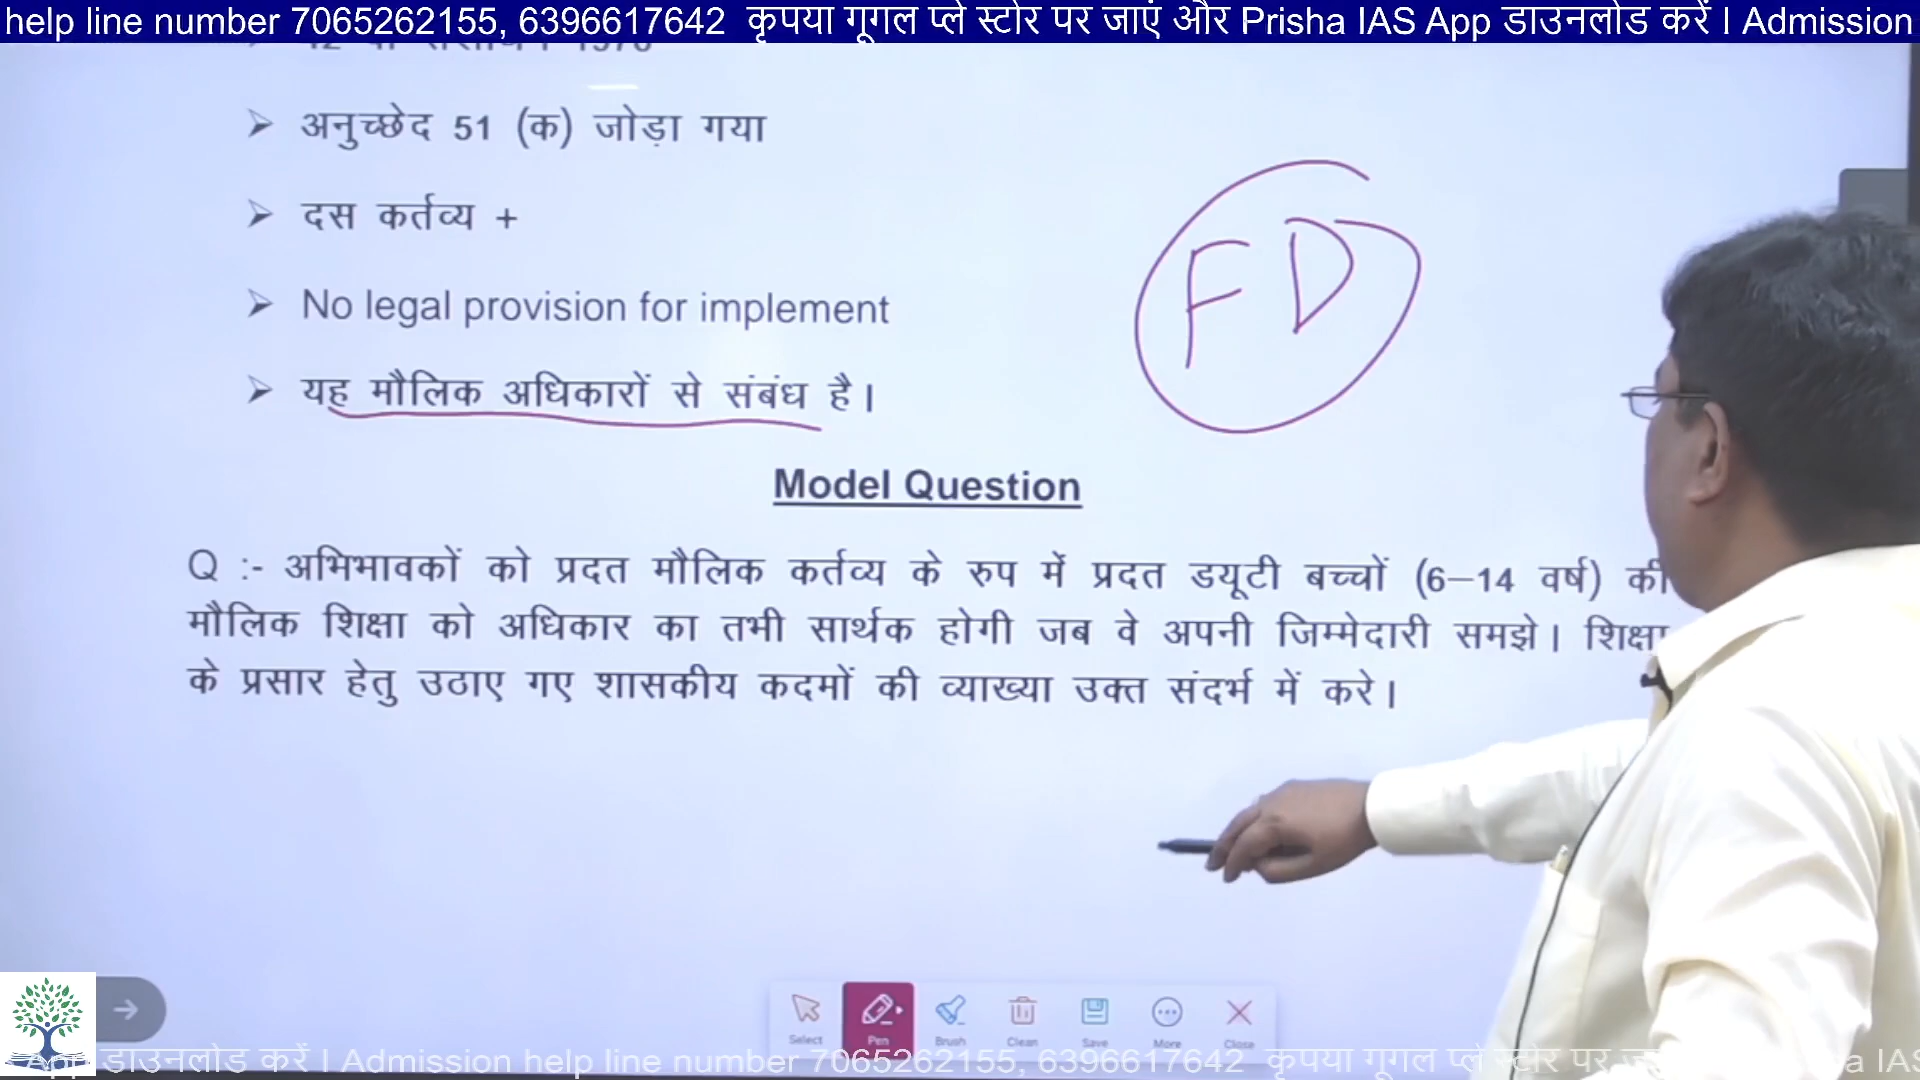 help line number 7065262155, 6396617642 कृपया गूगल प्ले स्टोर पर जाएं और Prisha IAS App डाउनलोड करें I Admission
1976
अनुच्छेद 51 (क) जोड़ा गया
दस कर्तव्य +
No legal provision for implement
यह मौलिक अधिकारों से संबंध है।
FD
Model Question
Q :- अभिभावकों को प्रदत मौलिक कर्तव्य के रुप में प्रदत डयूटी बच्चों (6–14 वर्ष) की
मौलिक शिक्षा को अधिकार का तभी सार्थक होगी जब वे अपनी जिम्मेदारी समझे। शिक्षा
के प्रसार हेतु उठाए गए शासकीय कदमों की व्याख्या उक्त संदर्भ में करे।
Select Pen Brush Clean Save More Close
App डाउनलोड करें I Admission help line number 7065262155, 6396617642 कृपया गूगल प्ले स्टोर पर IAS